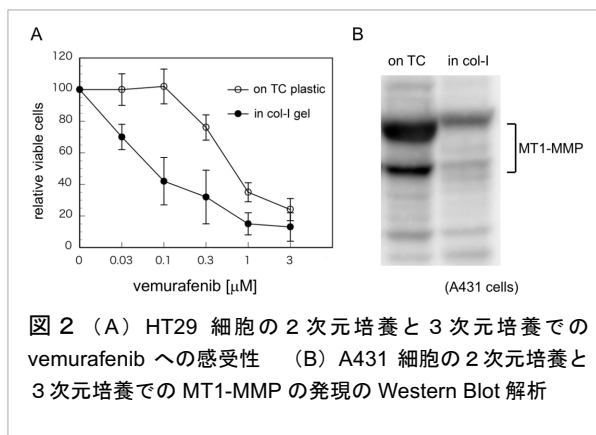 A
B
120
100
80
60
40
20
0
relative viable cells
on TC plastic
in col-I gel
0 0.03 0.1 0.3 1 3
vemurafenib [μM]
on TC in col-I
MT1-MMP
(A431 cells)
図2 (A) HT29 細胞の2次元培養と3次元培養での
vemurafenib への感受性 (B) A431 細胞の2次元培養と
3次元培養での MT1-MMP の発現の Western Blot 解析